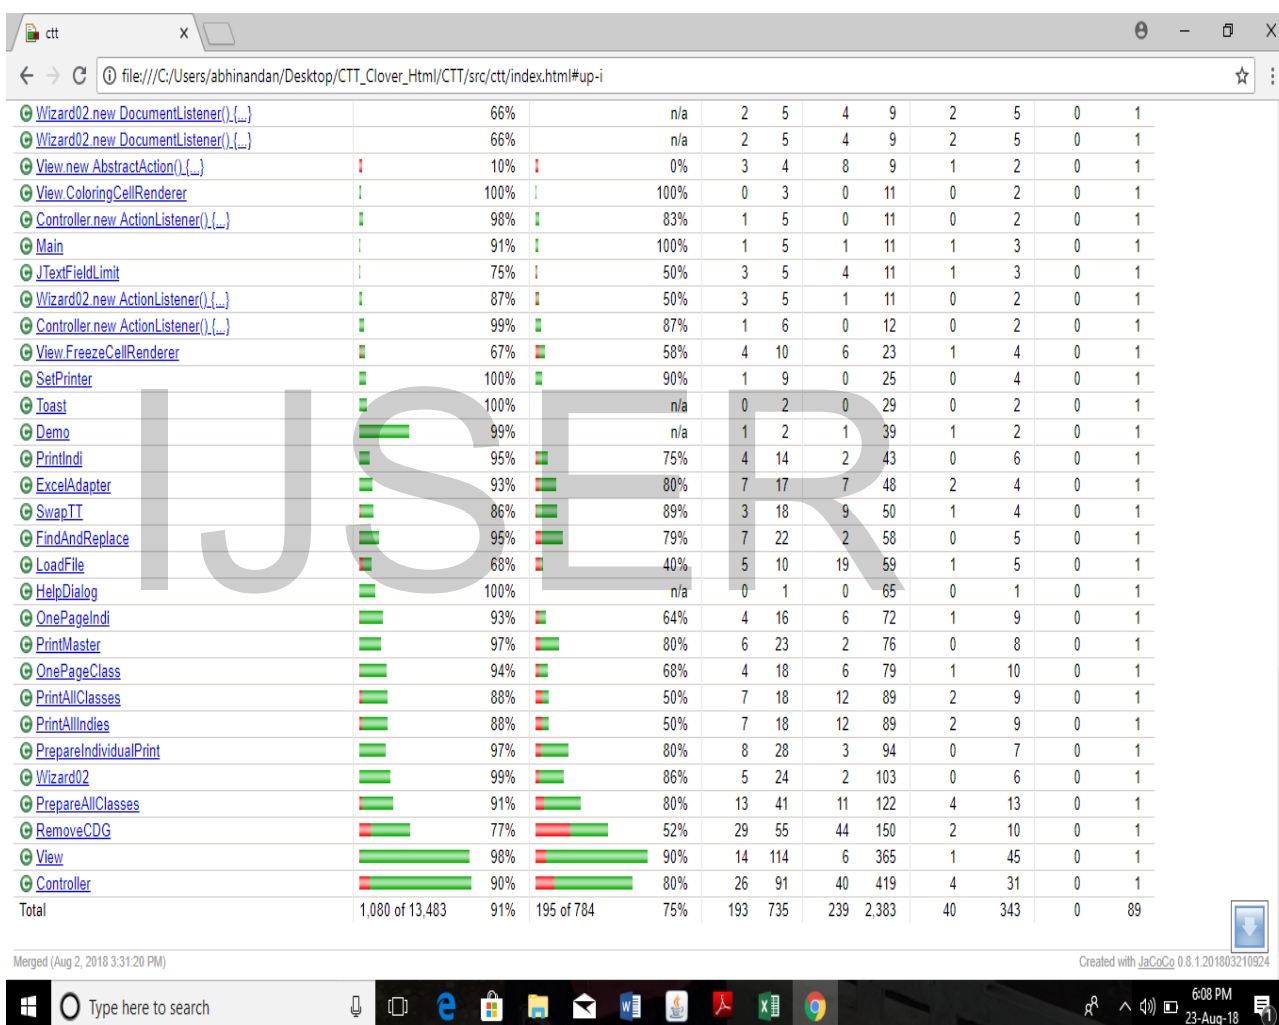 ctt
file:///C:/Users/abhinandan/Desktop/CTT_Clover_Html/CTT/src/ctt/index.html#up-i
Wizard02.new DocumentListener() {...} 66% n/a 2 5 4 9 2 5 0 1
Wizard02.new DocumentListener() {...} 66% n/a 2 5 4 9 2 5 0 1
View.new AbstractAction() {...} 10% 0% 3 4 8 9 1 2 0 1
View.ColoringCellRenderer 100% 100% 0 3 0 11 0 2 0 1
Controller.new ActionListener() {...} 98% 83% 1 5 0 11 0 2 0 1
Main 91% 100% 1 5 1 11 1 3 0 1
JTextFieldLimit 75% 50% 3 5 4 11 1 3 0 1
Wizard02.new ActionListener() {...} 87% 50% 3 5 1 11 0 2 0 1
Controller.new ActionListener() {...} 99% 87% 1 6 0 12 0 2 0 1
View.FreezeCellRenderer 67% 58% 4 10 6 23 1 4 0 1
SetPrinter 100% 90% 1 9 0 25 0 4 0 1
Toast 100% n/a 0 2 0 29 0 2 0 1
Demo 99% n/a 1 2 1 39 1 2 0 1
PrintIndi 95% 75% 4 14 2 43 0 6 0 1
ExcelAdapter 93% 80% 7 17 7 48 2 4 0 1
SwapTT 86% 89% 3 18 9 50 1 4 0 1
FindAndReplace 95% 79% 7 22 2 58 0 5 0 1
LoadFile 68% 40% 5 10 19 59 1 5 0 1
HelpDialog 100% n/a 0 1 0 65 0 1 0 1
OnePageIndi 93% 64% 4 16 6 72 1 9 0 1
PrintMaster 97% 80% 6 23 2 76 0 8 0 1
OnePageClass 94% 68% 4 18 6 79 1 10 0 1
PrintAllClasses 88% 50% 7 18 12 89 2 9 0 1
PrintAllIndies 88% 50% 7 18 12 89 2 9 0 1
PrepareIndividualPrint 97% 80% 8 28 3 94 0 7 0 1
Wizard02 99% 86% 5 24 2 103 0 6 0 1
PrepareAllClasses 91% 80% 13 41 11 122 4 13 0 1
RemoveCDG 77% 52% 29 55 44 150 2 10 0 1
View 98% 90% 14 114 6 365 1 45 0 1
Controller 90% 80% 26 91 40 419 4 31 0 1
Total 1,080 of 13,483 91% 195 of 784 75% 193 735 239 2,383 40 343 0 89
IJSER
Merged (Aug 2, 2018 3:31:20 PM) Created with JaCoCo 0.8.1.201803210924
Type here to search
6:08 PM
23-Aug-18
1